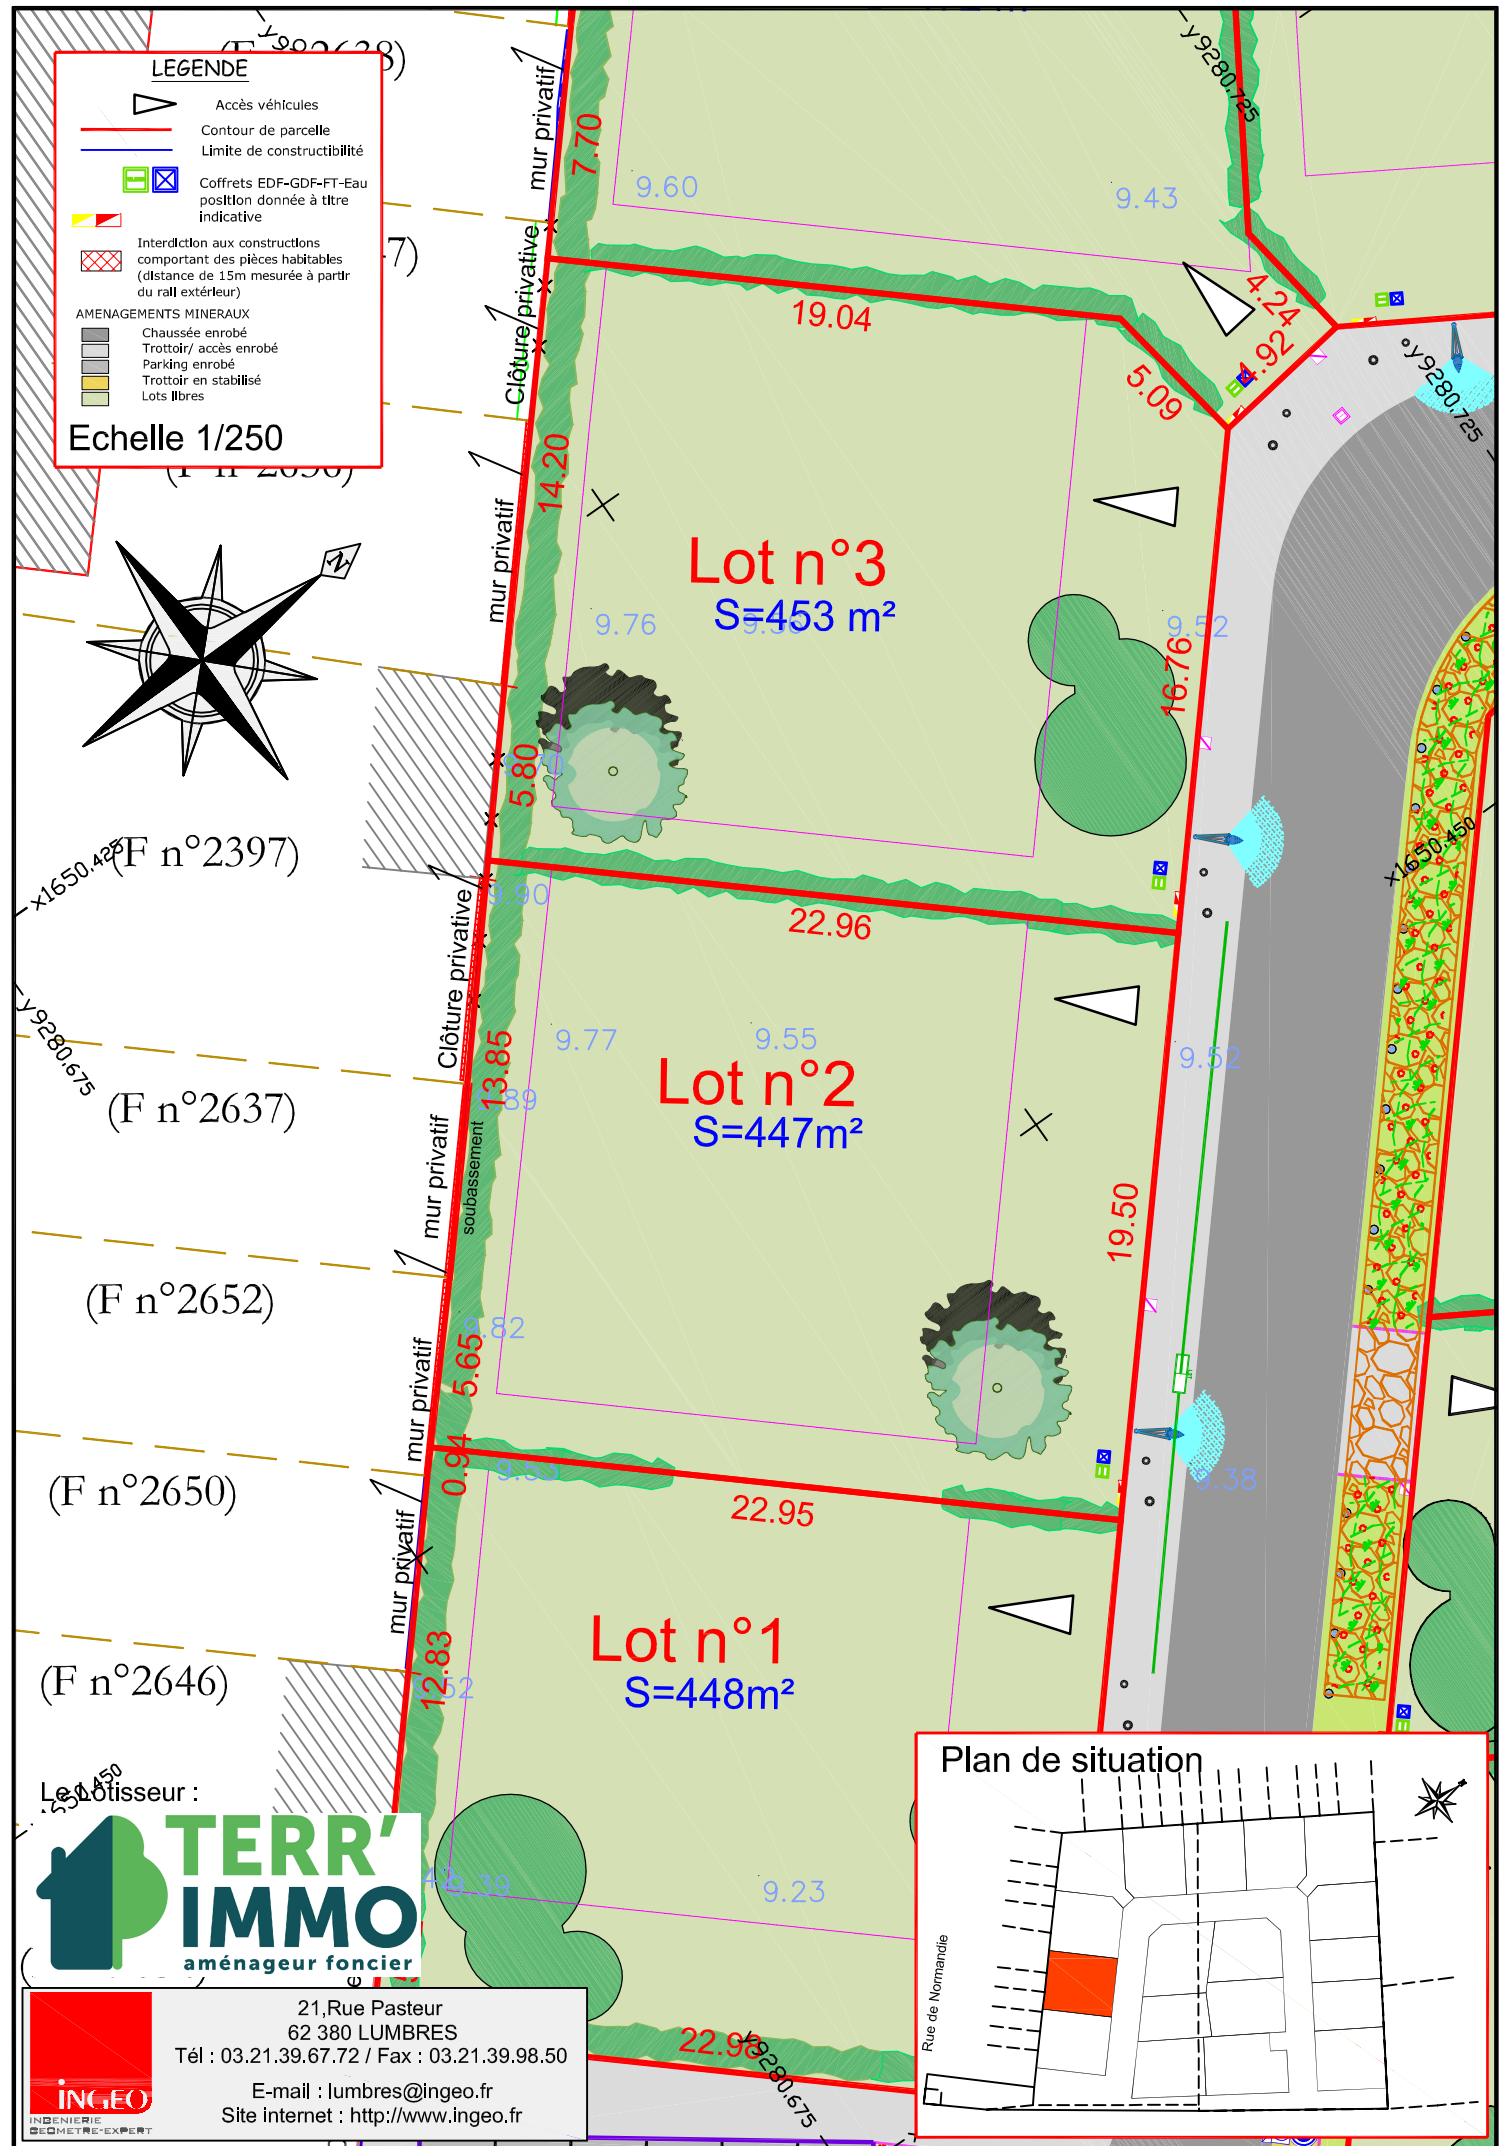 LEGENDE
Accès véhicules
Contour de parcelle
Limite de constructibilité
Coffrets EDF-GDF-FT-Eau
position donnée à titre
indicative
Interdiction aux constructions
comportant des pièces habitables
(distance de 15m mesurée à partir
du rail extérieur)
AMENAGEMENTS MINERAUX
Chaussée enrobé
Trottoir/ accès enrobé
Parking enrobé
Trottoir en stabilisé
Lots libres
Echelle 1/250
N
mur privatif
7.70
9.60
9.43
y9280.725
Clôture privative
19.04
4.24
4.92
5.09
y9280.725
14.20
mur privatif
Lot n°3
S=453 m²
9.76
9.52
16.76
5.80
(F n°2397)
x1650.425
x1650.450
9.90
22.96
Clôture privative
y9280.675
9.77
9.55
9.52
13.85
Lot n°2
S=447m²
(F n°2637)
mur privatif
soubassement
19.50
(F n°2652)
9.82
5.65
mur privatif
0.94
9.53
22.95
9.38
(F n°2650)
mur privatif
12.83
Lot n°1
S=448m²
(F n°2646)
Le Lotisseur :
TERR'
IMMO
aménageur foncier
9.39
9.23
22.98
y9280.675
INGEO
INGENIERIE
GEOMETRE-EXPERT
21,Rue Pasteur
62 380 LUMBRES
Tél : 03.21.39.67.72 / Fax : 03.21.39.98.50
E-mail : lumbres@ingeo.fr
Site internet : http://www.ingeo.fr
Plan de situation
Rue de Normandie